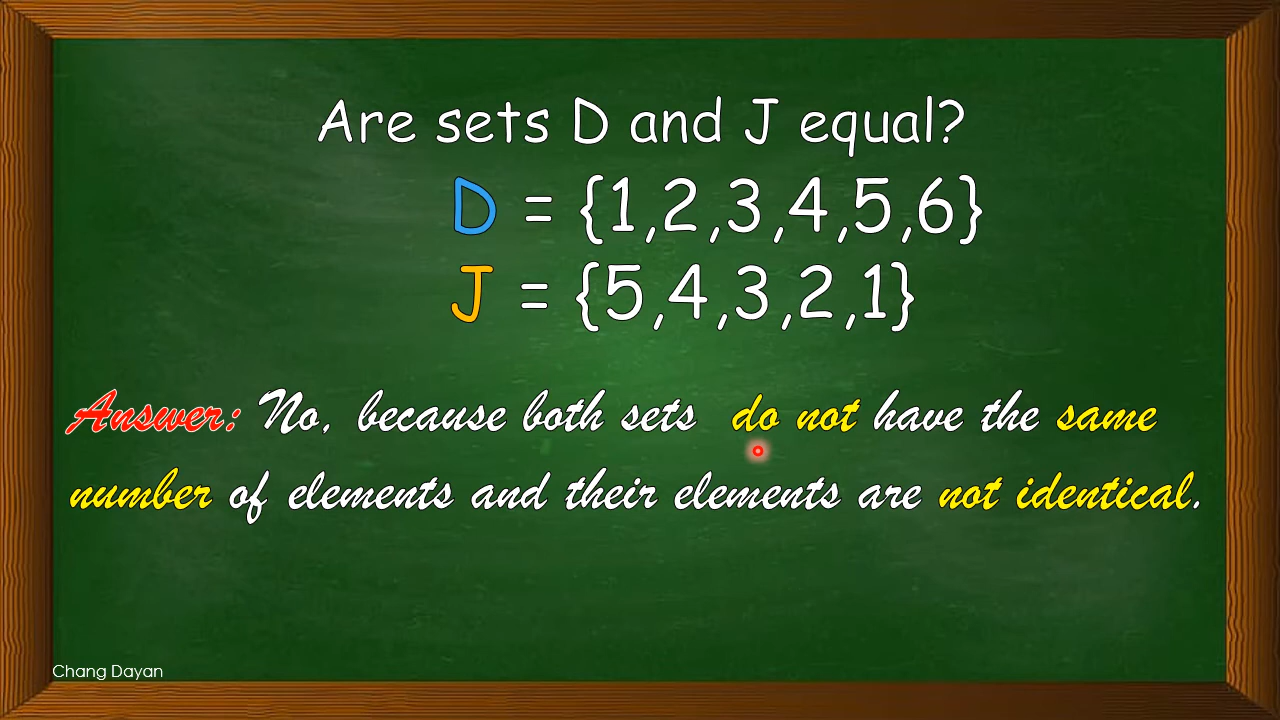 Are sets D and J equal?
D = {1,2,3,4,5,6}
J = {5,4,3,2,1}
Answer: No, because both sets do not have the same
number of elements and their elements are not identical.
Chang Dayan